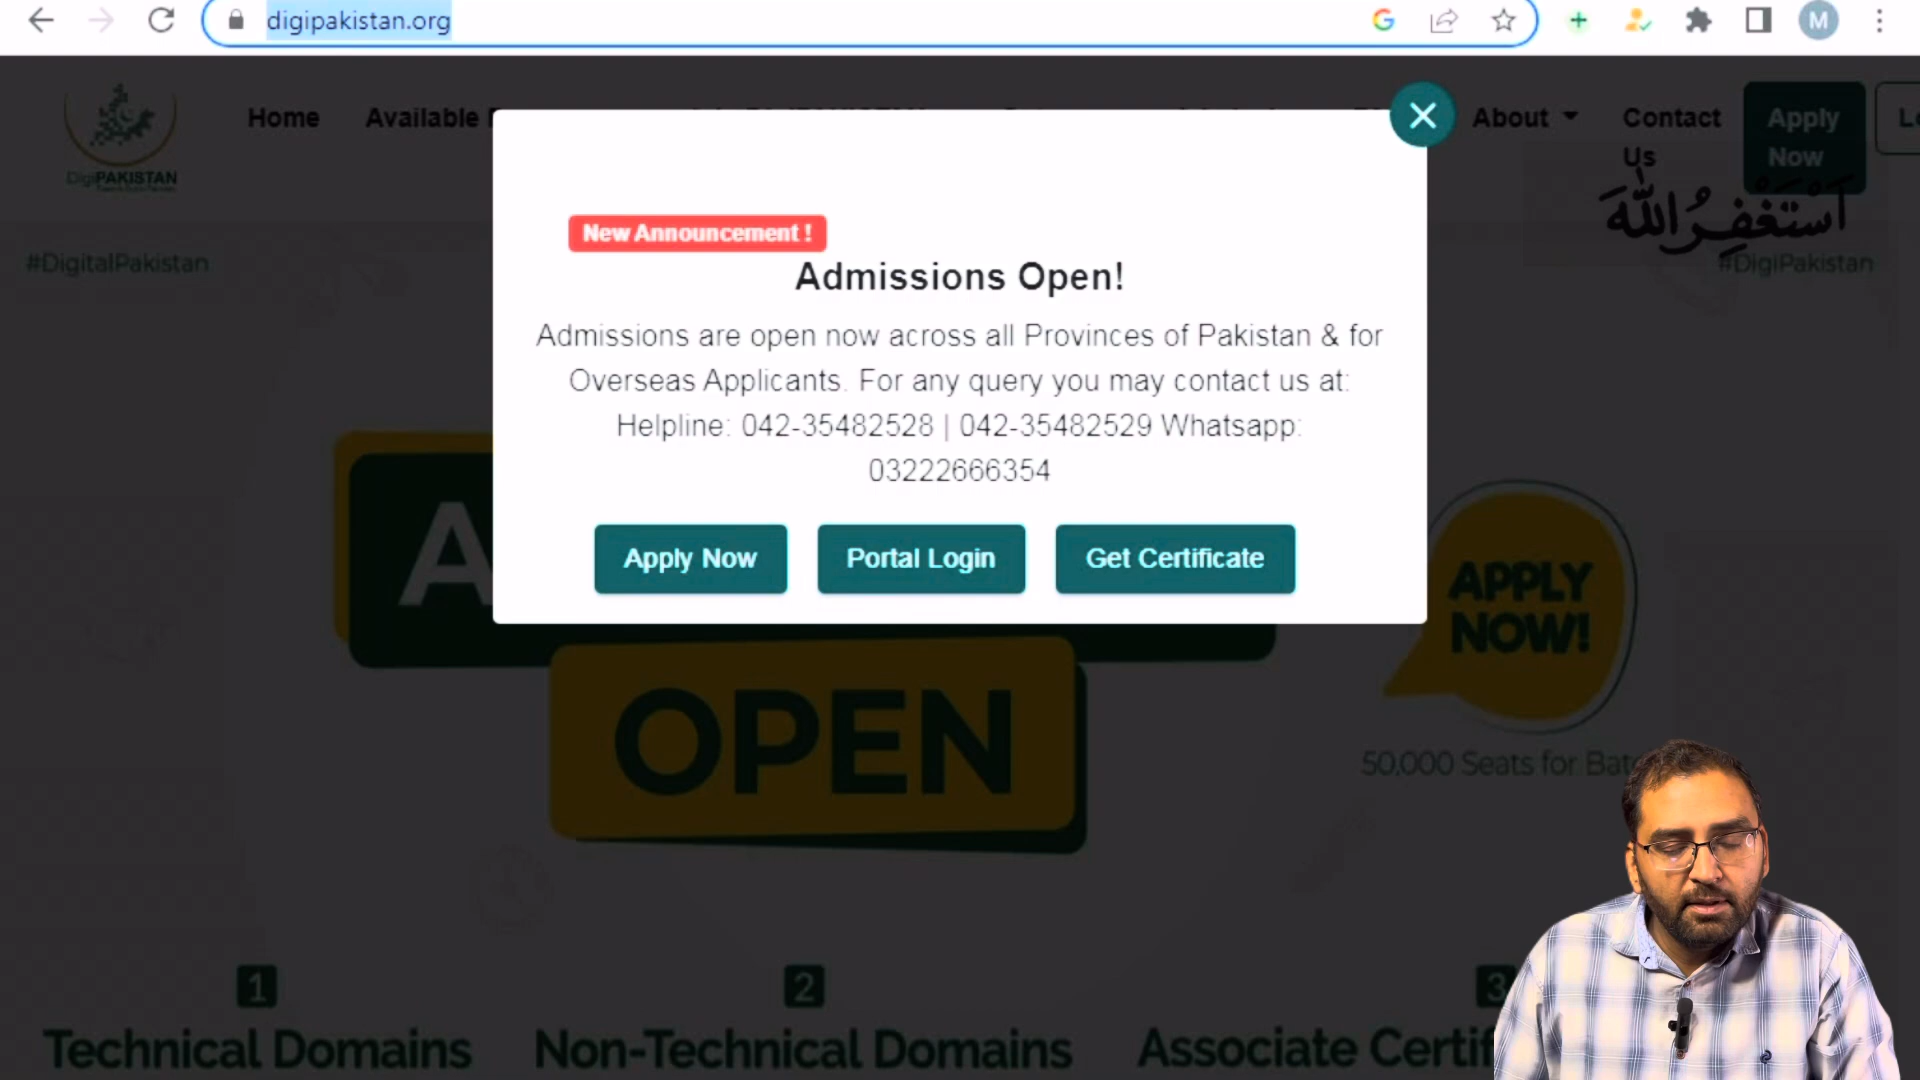 digipakistan.org
M
Home
Available
About
Contact Us
Apply Now
DigiPAKISTAN
أستغفر الله
#DigitalPakistan
#DigiPakistan
New Announcement !
Admissions Open!
Admissions are open now across all Provinces of Pakistan & for
Overseas Applicants. For any query you may contact us at:
Helpline: 042-35482528 | 042-35482529 Whatsapp:
03222666354
Apply Now
Portal Login
Get Certificate
APPLY
NOW!
OPEN
50,000 Seats for
1
2
3
Technical Domains
Non-Technical Domains
Associate